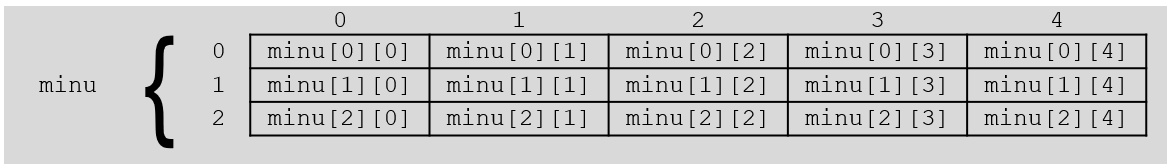 0 1 2 3 4
0 minu[0][0] minu[0][1] minu[0][2] minu[0][3] minu[0][4]
minu { 1 minu[1][0] minu[1][1] minu[1][2] minu[1][3] minu[1][4]
2 minu[2][0] minu[2][1] minu[2][2] minu[2][3] minu[2][4]